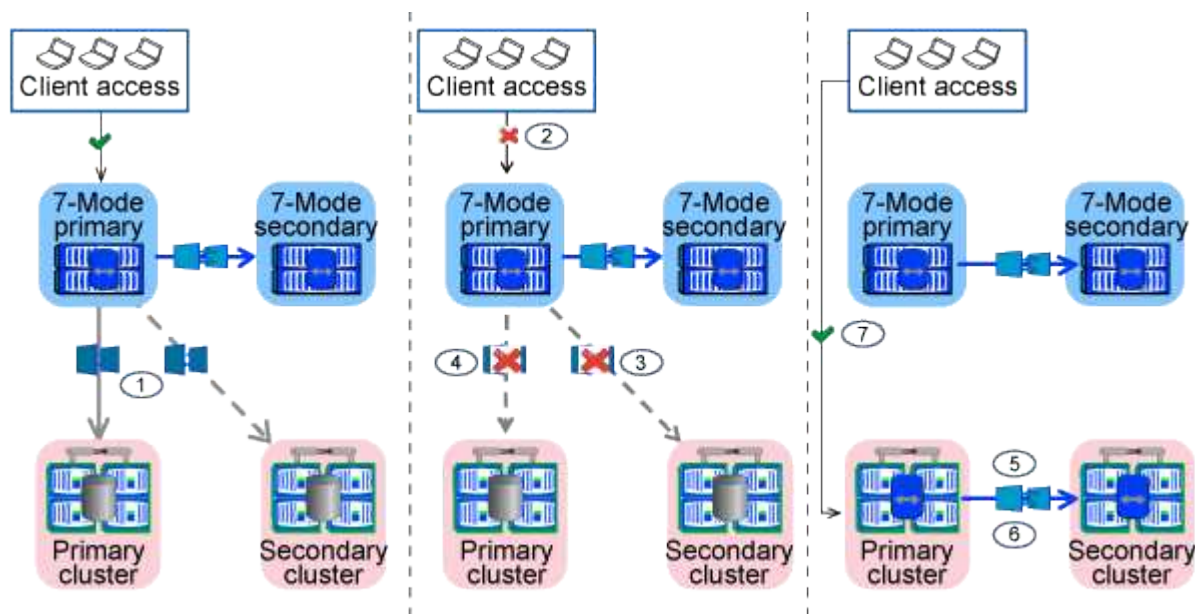 Client access
7-Mode
primary
7-Mode
secondary
1
Primary
cluster
Secondary
cluster
Client access
2
7-Mode
primary
7-Mode
secondary
4
3
Primary
cluster
Secondary
cluster
Client access
7-Mode
primary
7-Mode
secondary
7
5
6
Primary
cluster
Secondary
cluster